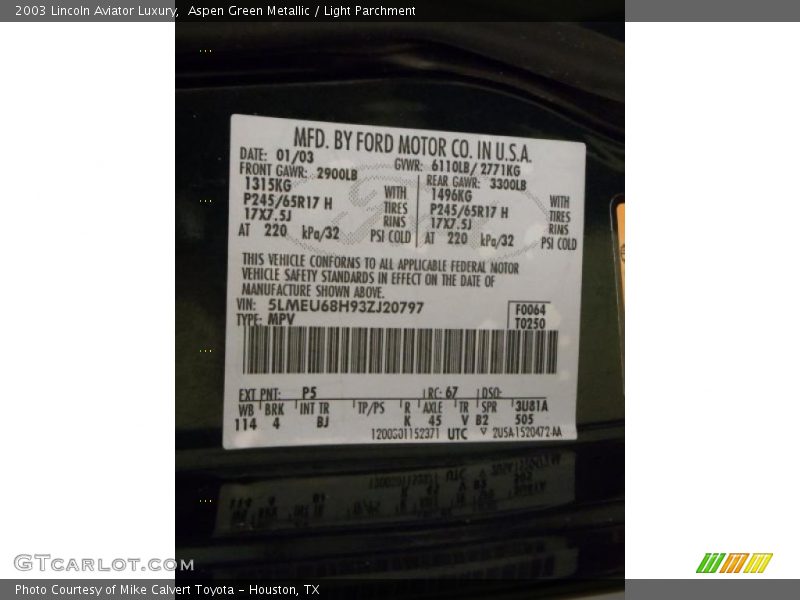 2003 Lincoln Aviator Luxury,  Aspen Green Metallic / Light Parchment
MFD. BY FORD MOTOR CO. IN U.S.A.
DATE: 01/03 GVWR: 6110LB/ 2771KG
FRONT GAWR: 2900LB REAR GAWR: 3300LB
1315KG WITH 1496KG WITH
P245/65R17 H TIRES P245/65R17 H TIRES
17X7.5J RIMS 17X7.5J RIMS
AT 220 kPa/32 PSI COLD AT 220 kPa/32 PSI COLD
THIS VEHICLE CONFORMS TO ALL APPLICABLE FEDERAL MOTOR
VEHICLE SAFETY STANDARDS IN EFFECT ON THE DATE OF
MANUFACTURE SHOWN ABOVE.
VIN: 5LMEU68H93ZJ20797 F0064
TYPE: MPV T0250
EXT PNT: P5 RC: 67 DSO:
WB BRK INT TR TP/PS R AXLE TR SPR 3U81A
114 4 BJ K 45 V B2 505
UTC ▽ 2U5A-1520472-AA
GTCarlot.com
Photo Courtesy of Mike Calvert Toyota - Houston, TX